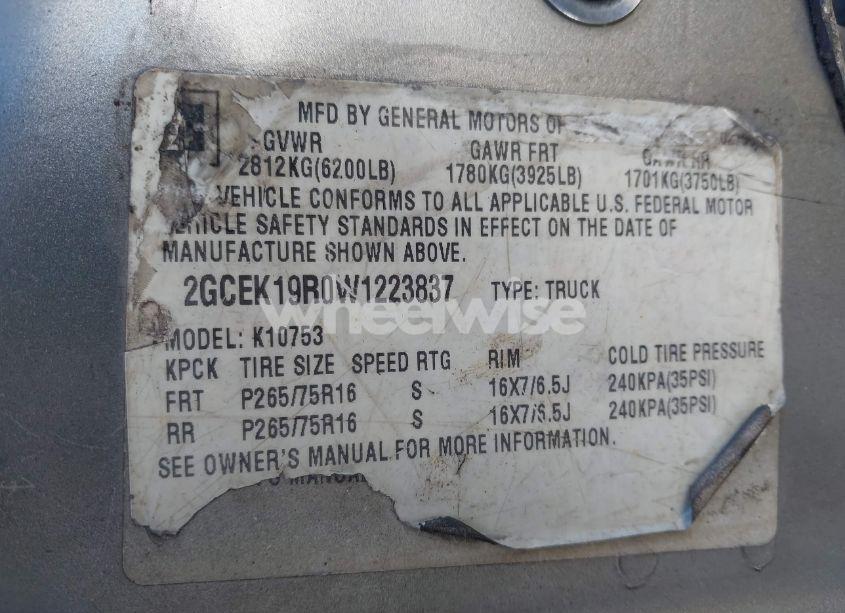 MFD BY GENERAL MOTORS OF
GVWR GAWR FRT GAWR RR
2812KG(6200LB) 1780KG(3925LB) 1701KG(3750LB)
VEHICLE CONFORMS TO ALL APPLICABLE U.S. FEDERAL MOTOR
VEHICLE SAFETY STANDARDS IN EFFECT ON THE DATE OF
MANUFACTURE SHOWN ABOVE.
2GCEK19R0W1223837 TYPE: TRUCK
wheelwise
MODEL: K10753
KPCK TIRE SIZE SPEED RTG RIM COLD TIRE PRESSURE
FRT P265/75R16 S 16X7/6.5J 240KPA(35PSI)
RR P265/75R16 S 16X7/6.5J 240KPA(35PSI)
SEE OWNER'S MANUAL FOR MORE INFORMATION.